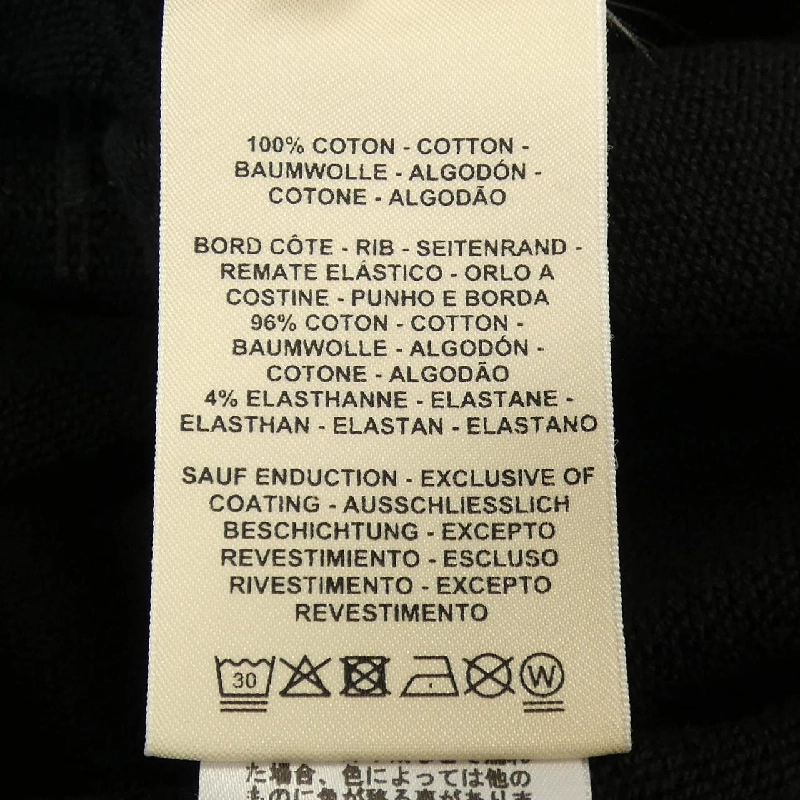 100% COTON - COTTON -
BAUMWOLLE - ALGODÓN -
COTONE - ALGODÃO
BORD CÔTE - RIB - SEITENRAND -
REMATE ELÁSTICO - ORLO A
COSTINE - PUNHO E BORDA
96% COTON - COTTON -
BAUMWOLLE - ALGODÓN -
COTONE - ALGODÃO
4% ELASTHANNE - ELASTANE -
ELASTHAN - ELASTAN - ELASTANO
SAUF ENDUCTION - EXCLUSIVE OF
COATING - AUSSCHLIESSLICH
BESCHICHTUNG - EXCEPTO
REVESTIMIENTO - ESCLUSO
RIVESTIMENTO - EXCEPTO
REVESTIMENTO
30 W
た場合、色によっては他の